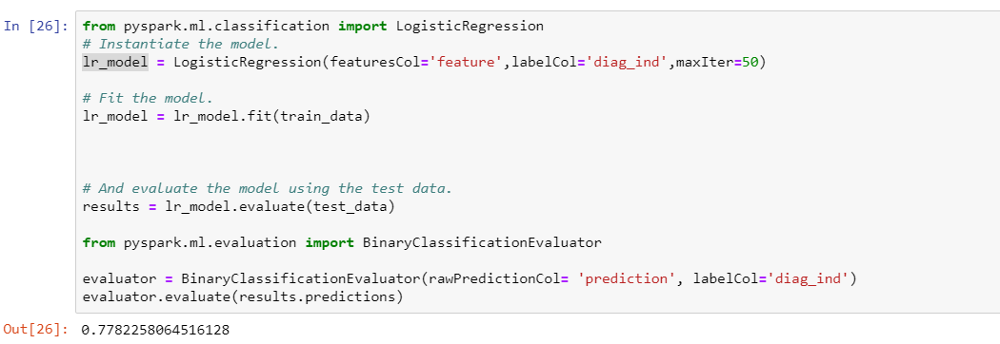 In [26]: from pyspark.ml.classification import LogisticRegression
# Instantiate the model.
lr_model = LogisticRegression(featuresCol='feature',labelCol='diag_ind',maxIter=50)
# Fit the model.
lr_model = lr_model.fit(train_data)
# And evaluate the model using the test data.
results = lr_model.evaluate(test_data)
from pyspark.ml.evaluation import BinaryClassificationEvaluator
evaluator = BinaryClassificationEvaluator(rawPredictionCol= 'prediction', labelCol='diag_ind')
evaluator.evaluate(results.predictions)
Out[26]: 0.7782258064516128